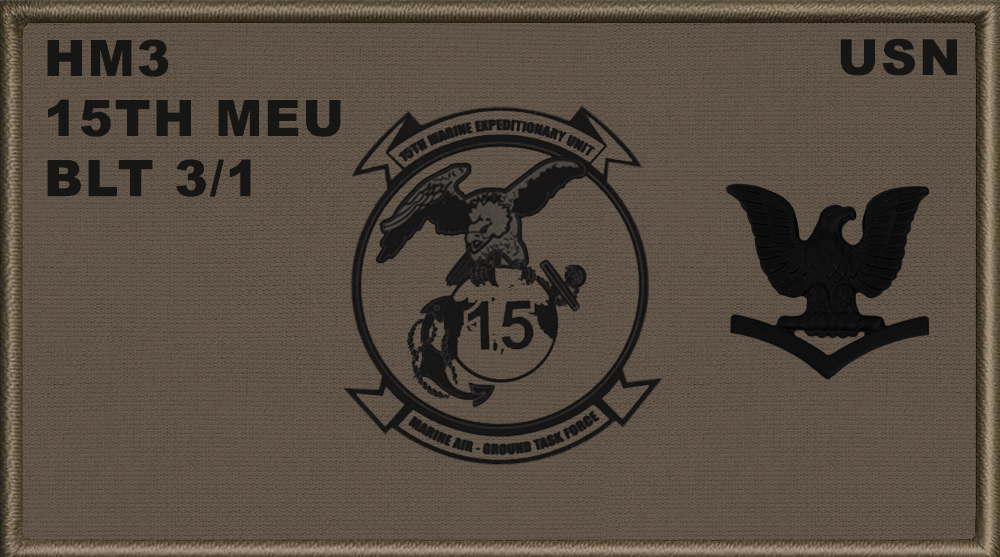 HM3
USN
15TH MEU
BLT 3/1
15TH MARINE EXPEDITIONARY UNIT
15
MARINE AIR - GROUND TASK FORCE